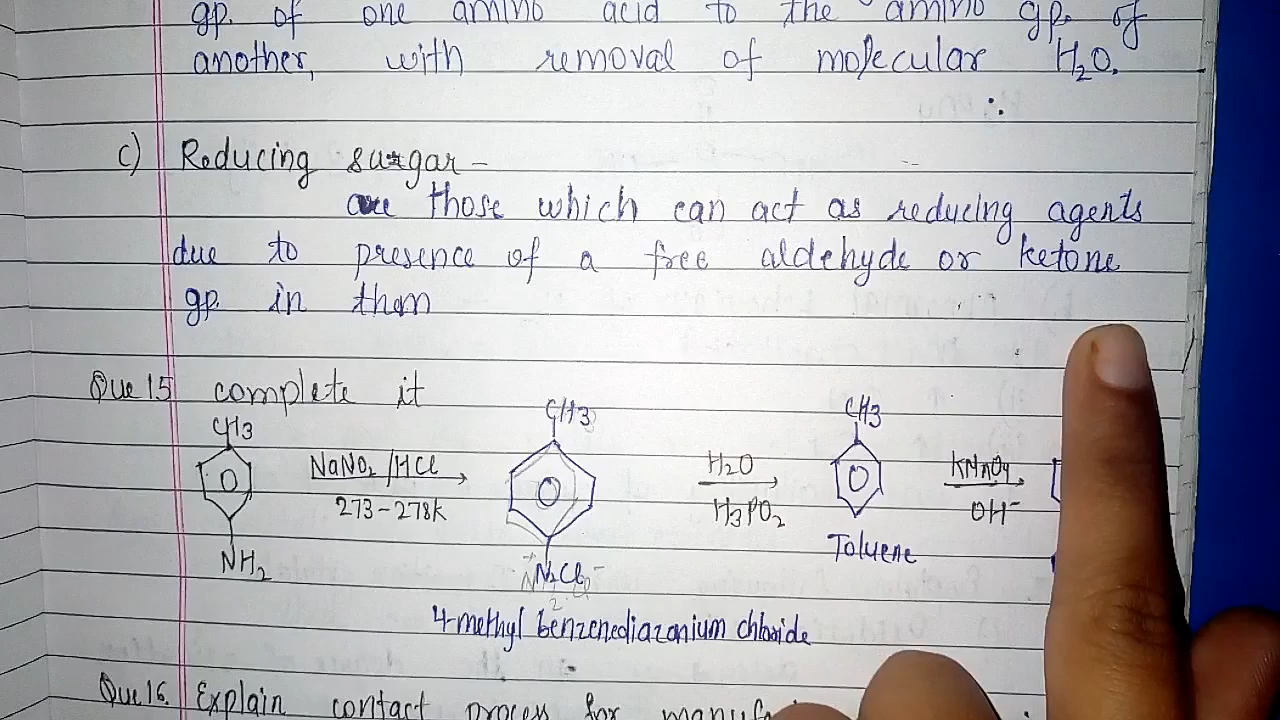 gp. of one amino acid to the amino gp. of
another, with removal of molecular H₂O.
∴
c) Reducing sugar -
are those which can act as reducing agents
due to presence of a free aldehyde or ketone
gp. in them
Que 15 complete it
CH3 CH3 CH3
NaNO₂/HCl H₂O KMnO4
273-278K H₃PO₂ OH⁻
NH₂ N₂Cl⁻ Toluene
4-methyl benzenediazonium chloride
Que 16. Explain contact process for